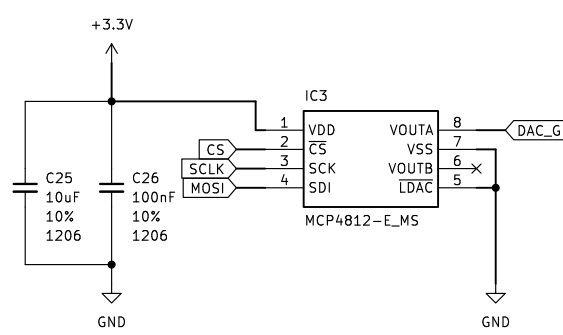 +3.3V
IC3
1 VDD VOUTA 8 DAC_G
CS 2 CS VSS 7
SCLK 3 SCK VOUTB 6
MOSI 4 SDI LDAC 5
MCP4812-E_MS
C25
10uF
10%
1206
C26
100nF
10%
1206
GND
GND